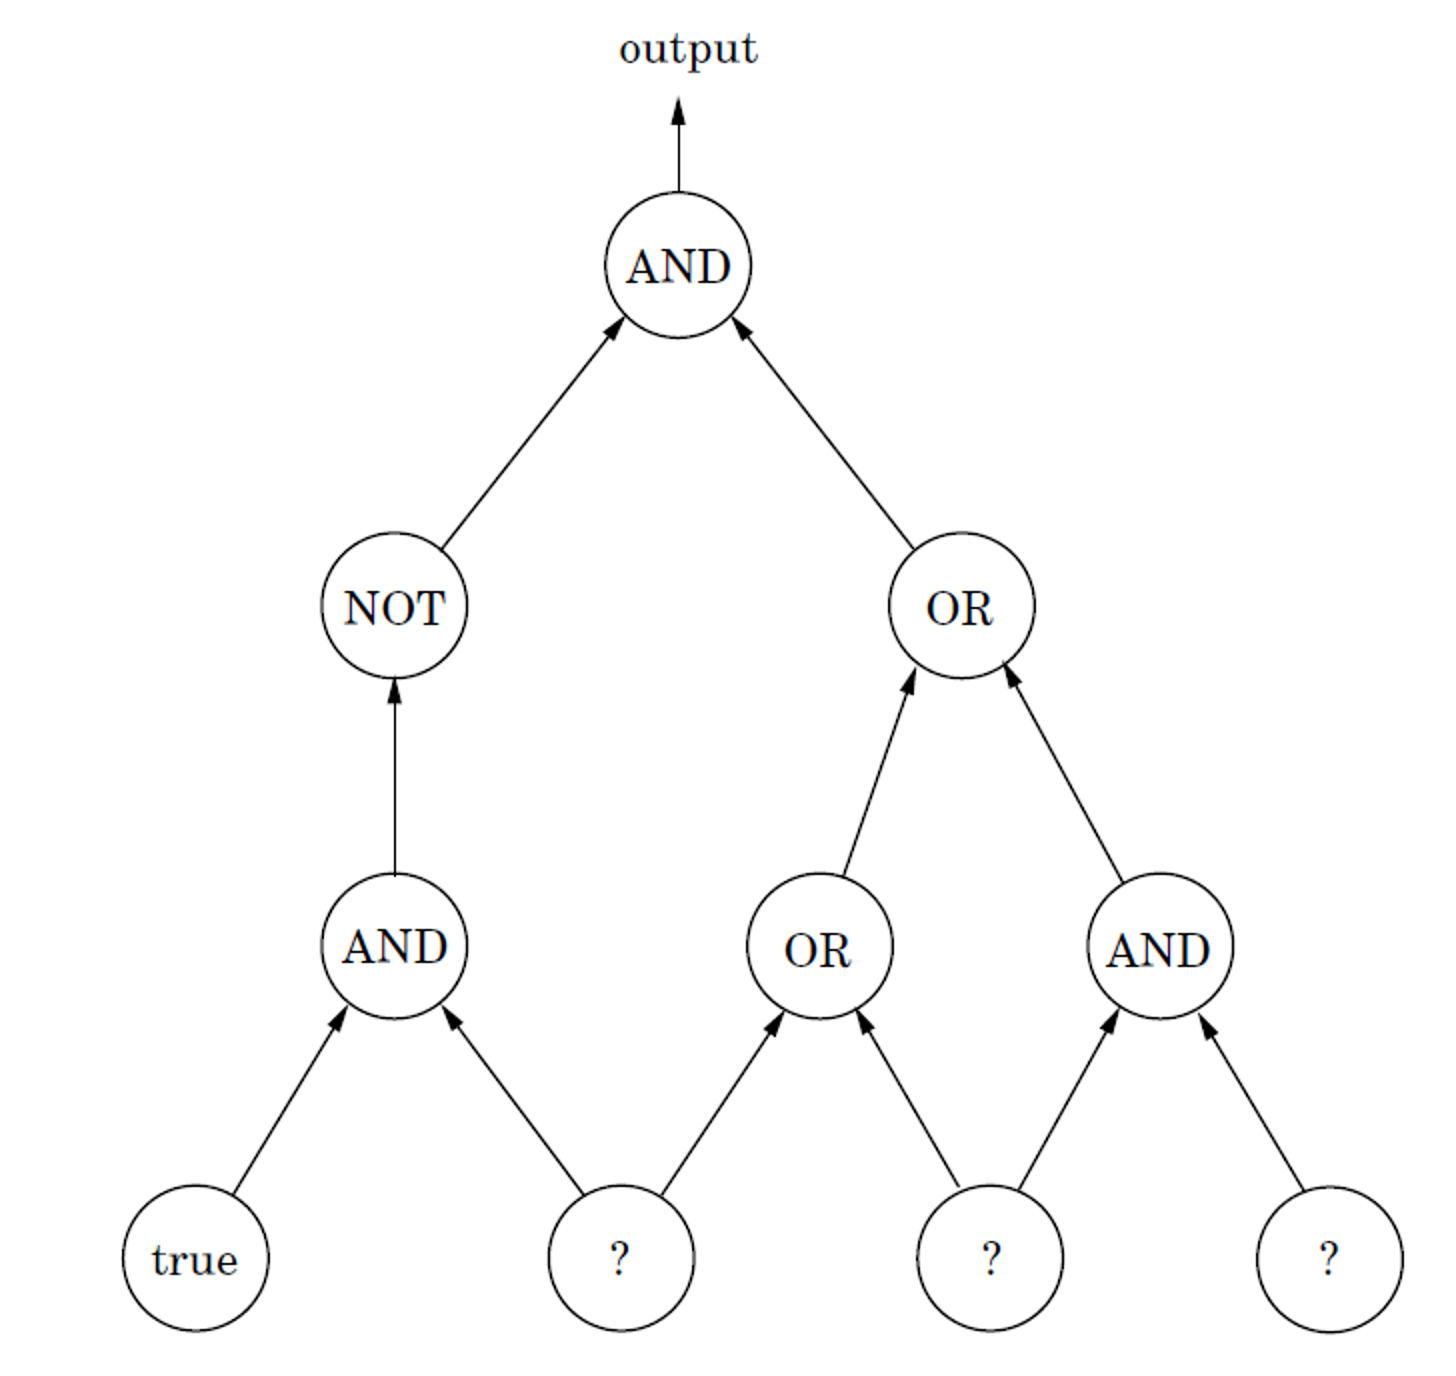 output
AND
NOT OR
AND OR AND
true ? ? ?